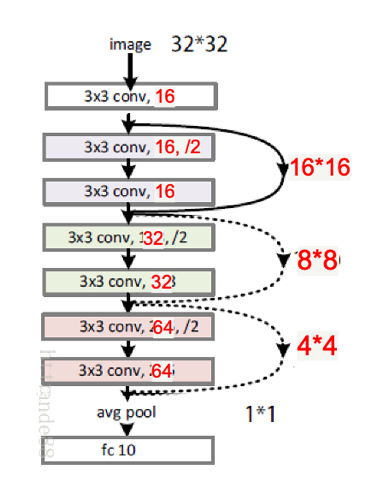 image 32*32
3x3 conv, 16
3x3 conv, 16, /2
3x3 conv, 16
16*16
3x3 conv, 32, /2
8*8
3x3 conv, 32
3x3 conv, 64, /2
4*4
3x3 conv, 64
avg pool 1*1
fc 10